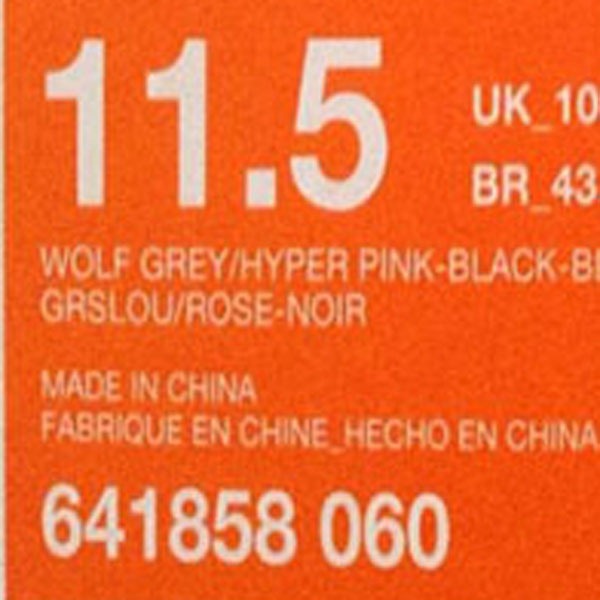 11.5
UK_10
BR_43
WOLF GREY/HYPER PINK-BLACK-B
GRSLOU/ROSE-NOIR
MADE IN CHINA
FABRIQUE EN CHINE_HECHO EN CHINA
641858 060